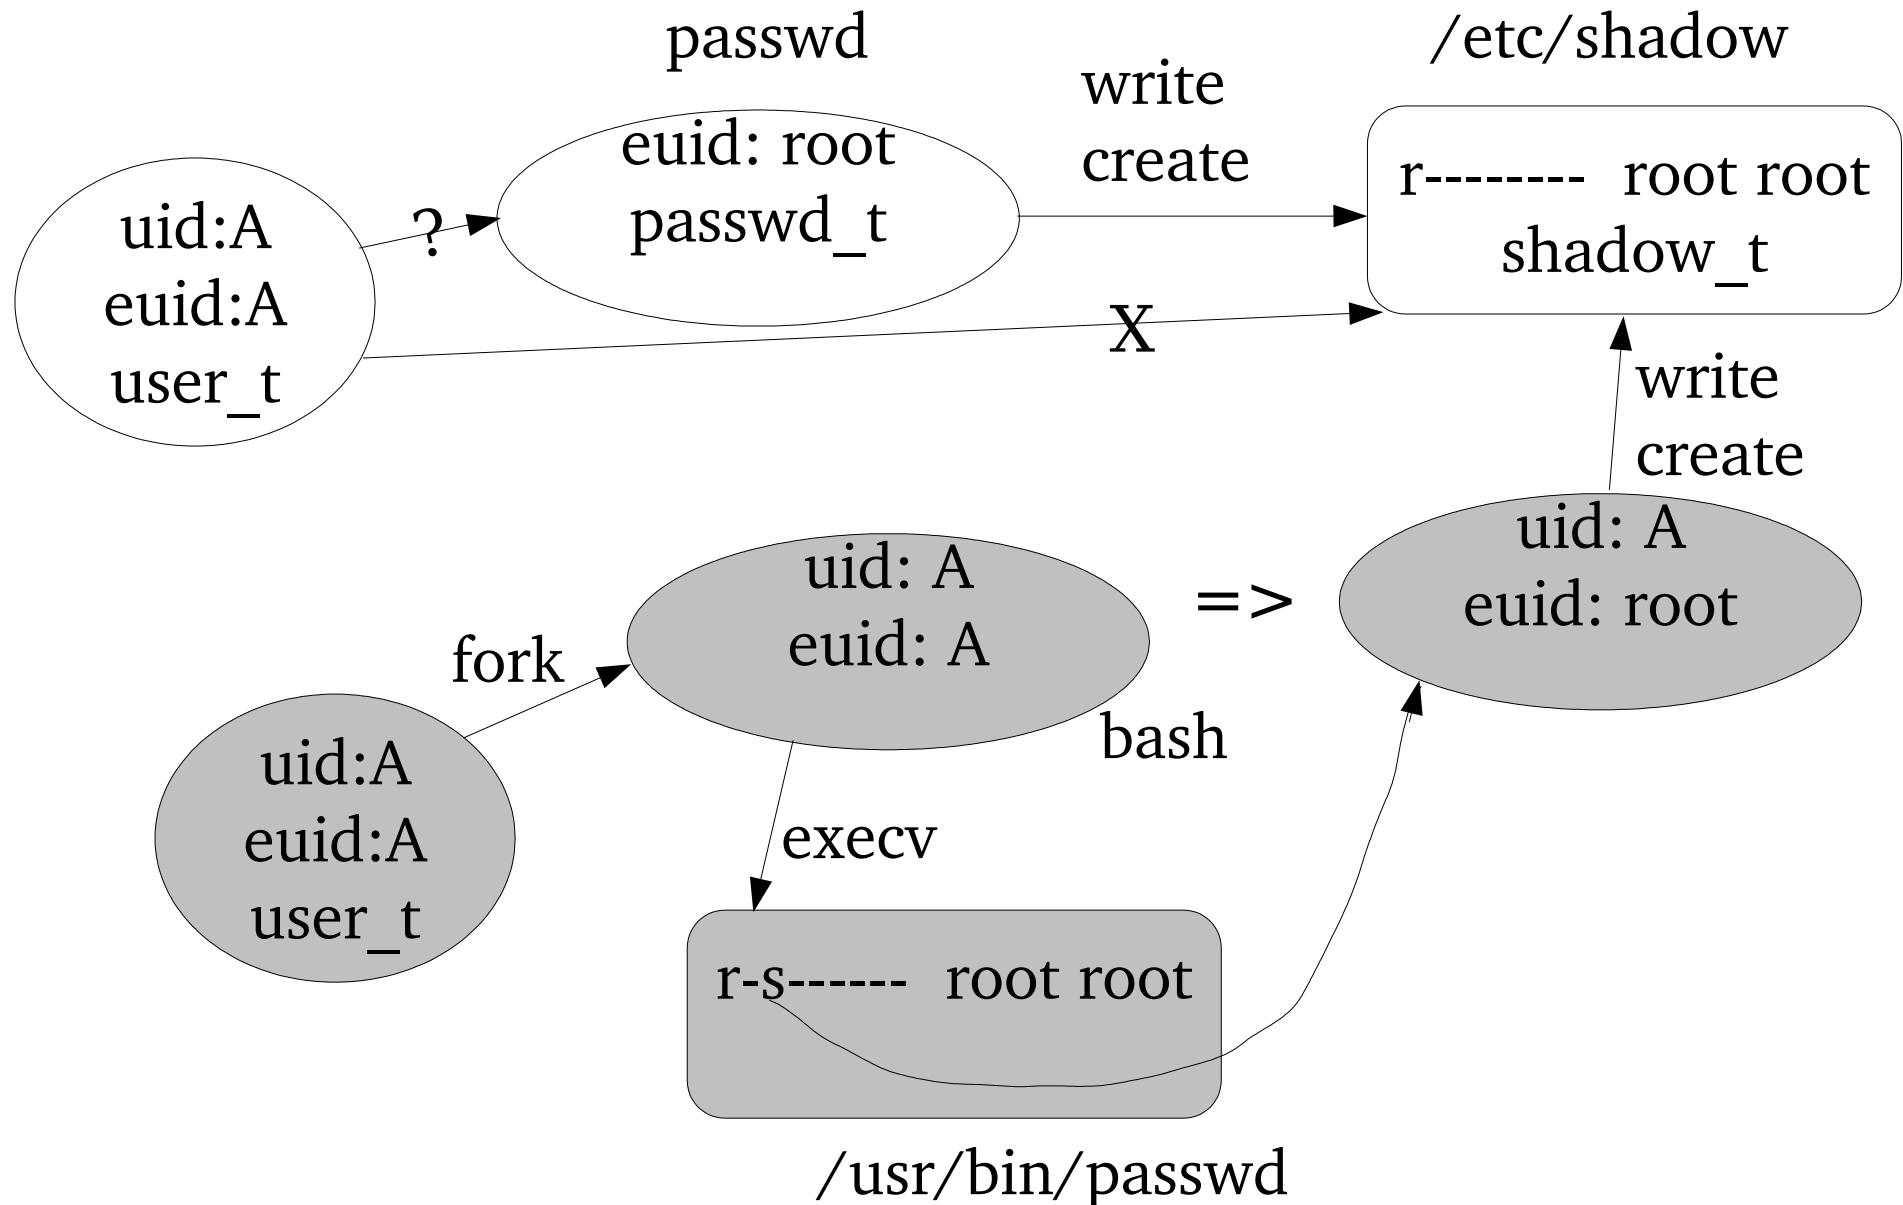 passwd
/etc/shadow
write
create
euid: root
passwd_t
r-------- root root
shadow_t
uid:A
euid:A
user_t
?
X
write
create
uid: A
euid: root
uid: A
euid: A
=>
fork
bash
uid:A
euid:A
user_t
execv
r-s------ root root
/usr/bin/passwd